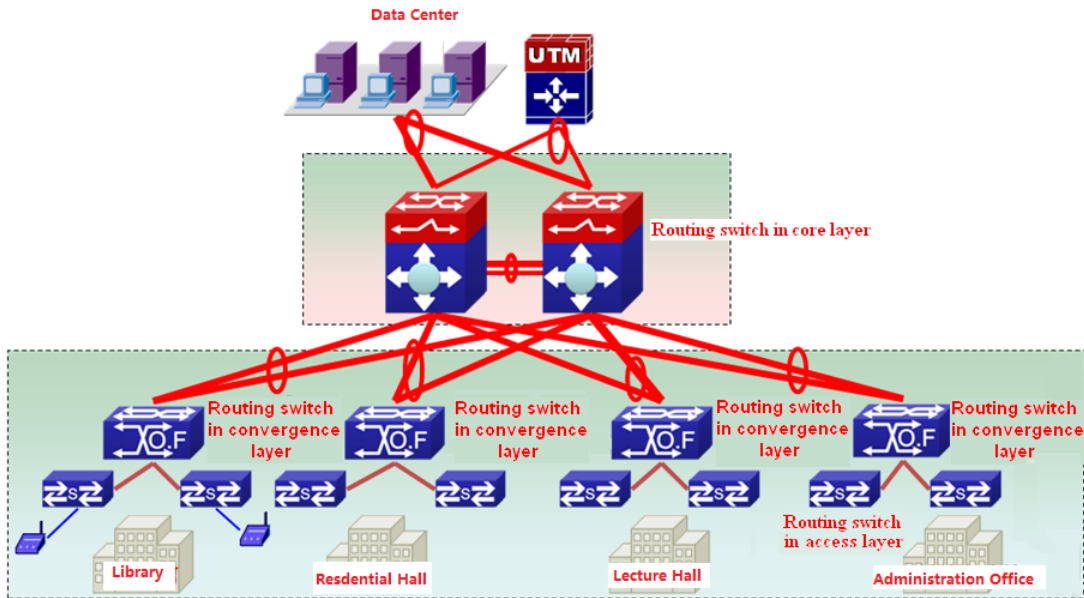 Data Center
UTM
Routing switch in core layer
Routing switch
in convergence
layer
Routing switch
in convergence
layer
Routing switch
in convergence
layer
Routing switch
in convergence
layer
O.F
O.F
O.F
O.F
S
S
S
S
S
S
S
S
Routing switch
in access layer
Library
Resdential Hall
Lecture Hall
Administration Office